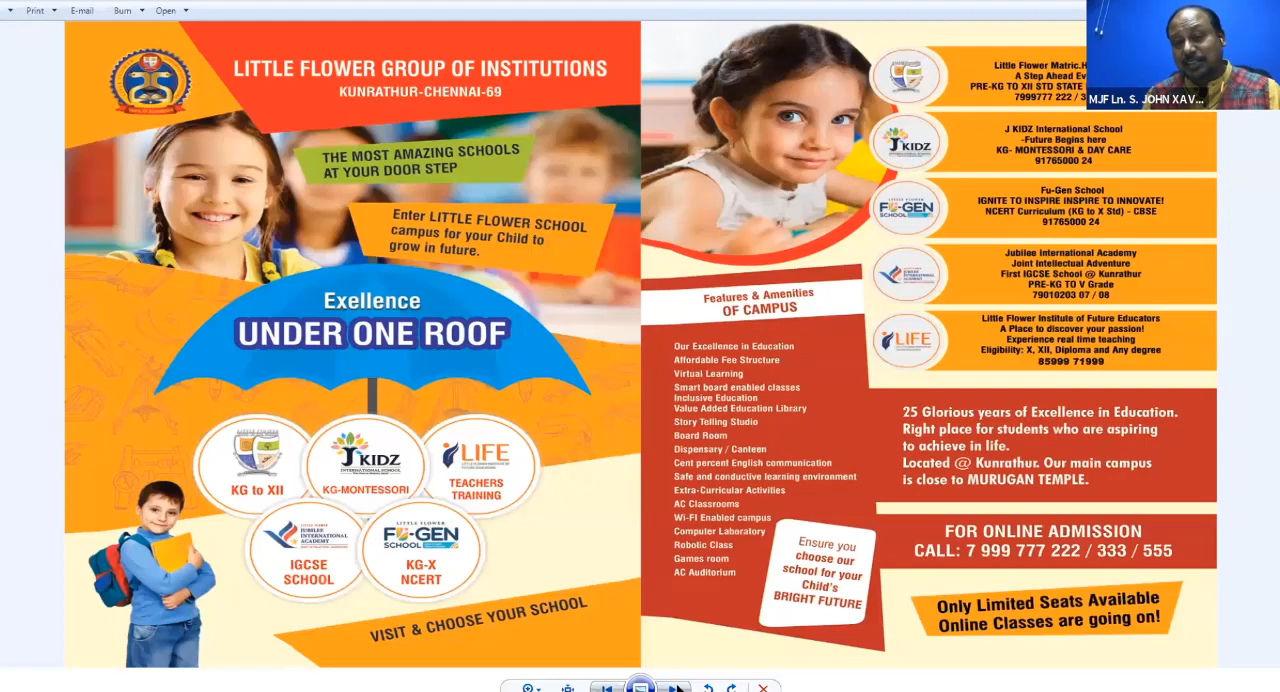 Print
E-mail
Burn
Open
LITTLE FLOWER GROUP OF INSTITUTIONS
KUNRATHUR-CHENNAI-69
THE MOST AMAZING SCHOOLS
AT YOUR DOOR STEP
Enter LITTLE FLOWER SCHOOL
campus for your Child to
grow in future.
Exellence
UNDER ONE ROOF
KG to XII
J KIDZ
INTERNATIONAL SCHOOL
KG-MONTESSORI
LIFE
TEACHERS
TRAINING
JUBILEE
INTERNATIONAL
ACADEMY
IGCSE
SCHOOL
LITTLE FLOWER
FU-GEN
SCHOOL
KG-X
NCERT
VISIT & CHOOSE YOUR SCHOOL
Features & Amenities
OF CAMPUS
Our Excellence in Education
Affordable Fee Structure
Virtual Learning
Smart board enabled classes
Inclusive Education
Value Added Education Library
Story Telling Studio
Board Room
Dispensary / Canteen
Cent percent English communication
Safe and conductive learning environment
Extra-Curricular Activities
AC Classrooms
Wi-FI Enabled campus
Computer Laboratory
Robotic Class
Games room
AC Auditorium
Ensure you
choose our
school for your
Child's
BRIGHT FUTURE
Little Flower Matric.H
A Step Ahead Ev
PRE-KG TO XII STD STATE
7999777 222 / 3
J KIDZ
J KIDZ International School
-Future Begins here
KG- MONTESSORI & DAY CARE
91765000 24
FU-GEN
SCHOOL
Fu-Gen School
IGNITE TO INSPIRE INSPIRE TO INNOVATE!
NCERT Curriculum (KG to X Std) - CBSE
91765000 24
Jubilee International Academy
Joint Intellectual Adventure
First IGCSE School @ Kunrathur
PRE-KG TO V Grade
79010203 07 / 08
LIFE
Little Flower Institute of Future Educators
A Place to discover your passion!
Experience real time teaching
Eligibility: X, XII, Diploma and Any degree
85999 71999
25 Glorious years of Excellence in Education.
Right place for students who are aspiring
to achieve in life.
Located @ Kunrathur. Our main campus
is close to MURUGAN TEMPLE.
FOR ONLINE ADMISSION
CALL: 7 999 777 222 / 333 / 555
Only Limited Seats Available
Online Classes are going on!
MJF Ln. S. JOHN XAV...